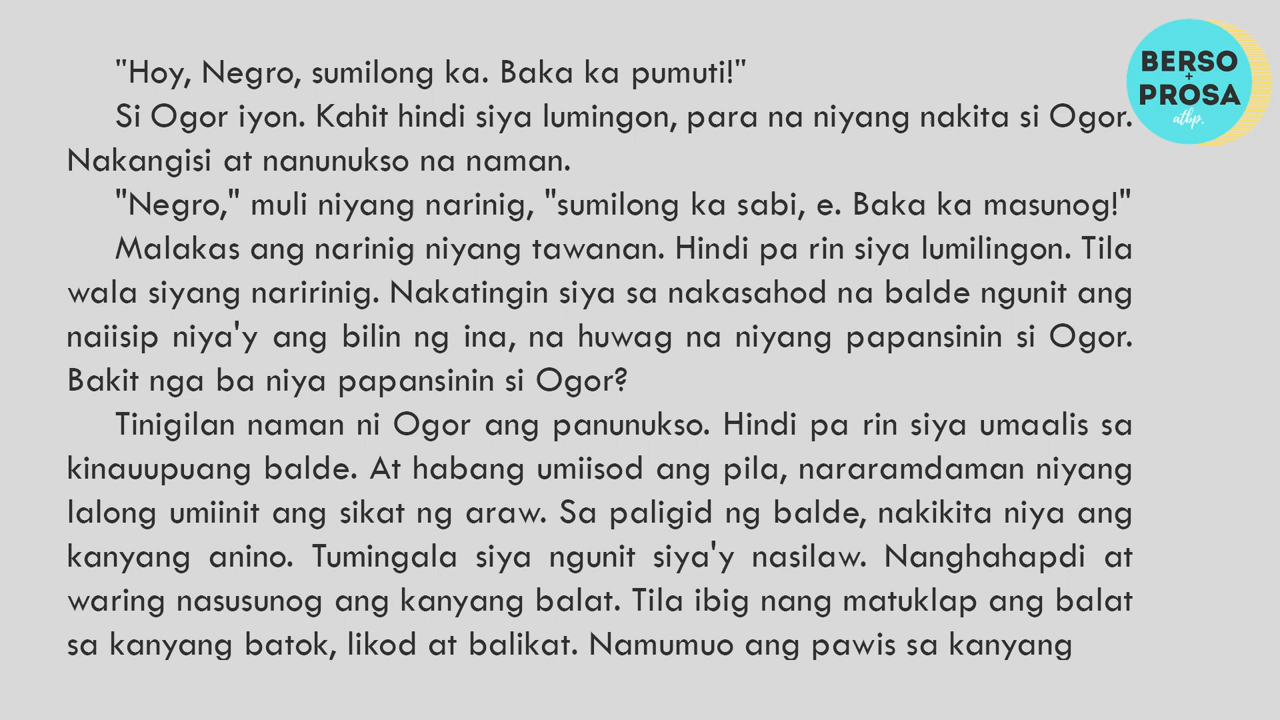 "Hoy, Negro, sumilong ka. Baka ka pumuti!"
Si Ogor iyon. Kahit hindi siya lumingon, para na niyang nakita si Ogor.
Nakangisi at nanunukso na naman.
"Negro," muli niyang narinig, "sumilong ka sabi, e. Baka ka masunog!"
Malakas ang narinig niyang tawanan. Hindi pa rin siya lumilingon. Tila
wala siyang naririnig. Nakatingin siya sa nakasahod na balde ngunit ang
naiisip niya'y ang bilin ng ina, na huwag na niyang papansinin si Ogor.
Bakit nga ba niya papansinin si Ogor?
Tinigilan naman ni Ogor ang panunukso. Hindi pa rin siya umaalis sa
kinauupuang balde. At habang umiisod ang pila, nararamdaman niyang
lalong umiinit ang sikat ng araw. Sa paligid ng balde, nakikita niya ang
kanyang anino. Tumingala siya ngunit siya'y nasilaw. Nanghahapdi at
waring nasusunog ang kanyang balat. Tila ibig nang matuklap ang balat
sa kanyang batok, likod at balikat. Namumuo ang pawis sa kanyang
BERSO
+
PROSA
atbp.